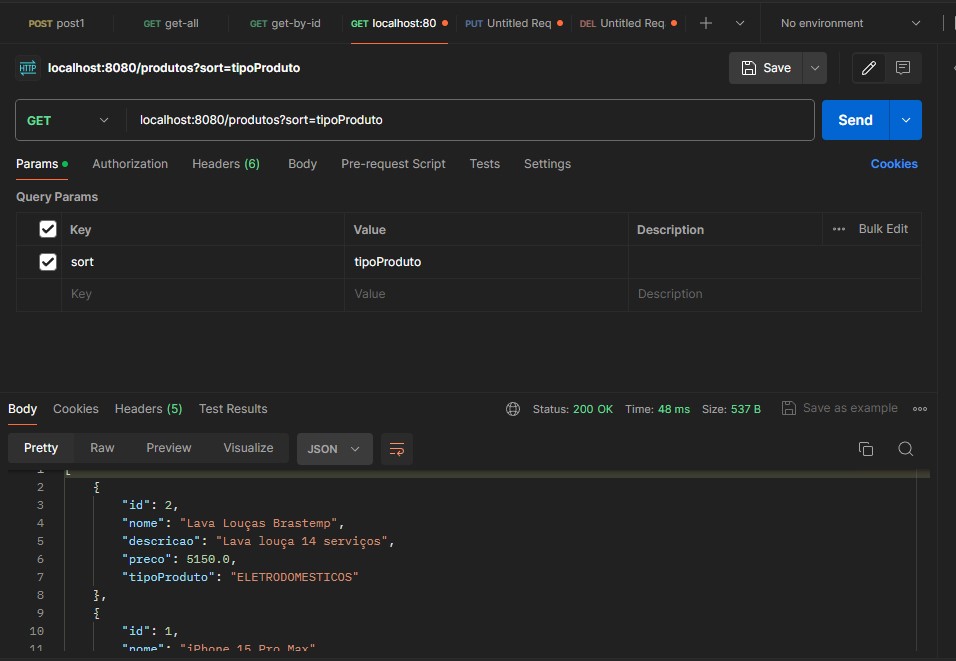 POST post1 GET get-all GET get-by-id GET localhost:80 PUT Untitled Req DEL Untitled Req No environment
HTTP localhost:8080/produtos?sort=tipoProduto Save
GET localhost:8080/produtos?sort=tipoProduto Send
Params Authorization Headers (6) Body Pre-request Script Tests Settings Cookies
Query Params
Key Value Description Bulk Edit
sort tipoProduto
Key Value Description
Body Cookies Headers (5) Test Results Status: 200 OK Time: 48 ms Size: 537 B Save as example
Pretty Raw Preview Visualize JSON
1 [
2 {
3 "id": 2,
4 "nome": "Lava Louças Brastemp",
5 "descricao": "Lava louça 14 serviços",
6 "preco": 5150.0,
7 "tipoProduto": "ELETRODOMESTICOS"
8 },
9 {
10 "id": 1,
11 "nome": "iPhone 15 Pro Max"